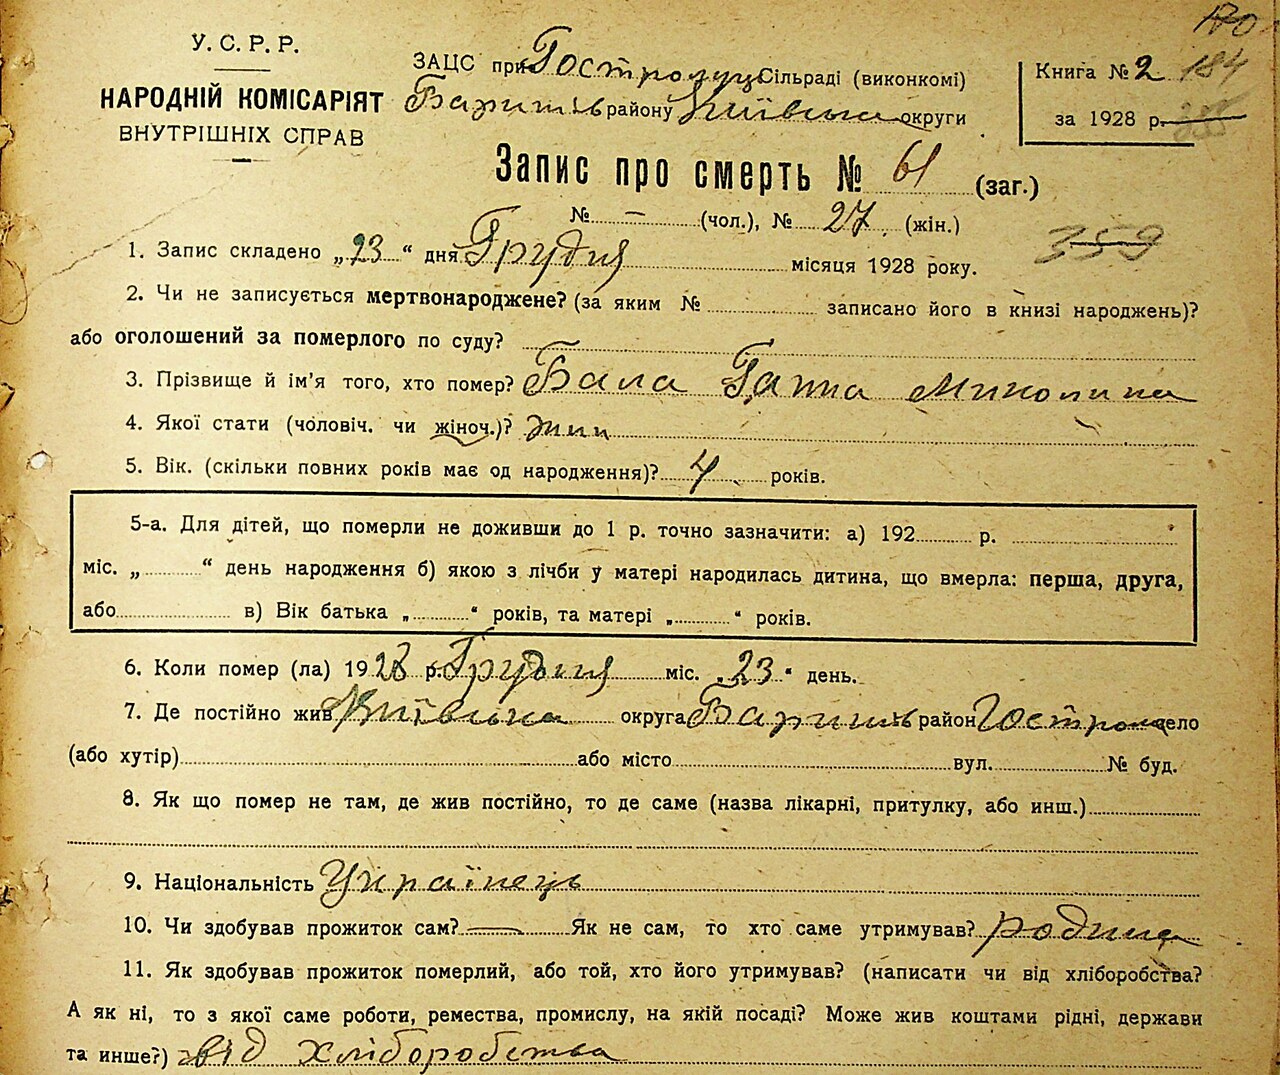 У. С. Р. Р.
НАРОДНІЙ КОМІСАРІЯТ
ВНУТРІШНІХ СПРАВ
ЗАЦС при Гостролуц. Сільраді (виконкомі)
Баришів району Київська округи
170
Книга № 2 184
за 1928 р.
Запис про смерть № 61 (заг.)
№ – (чол.), № 27 (жін.)
359
1. Запис складено „23“ дня Грудня місяця 1928 року.
2. Чи не записується мертвонароджене? (за яким № записано його в книзі народжень)?
або оголошений за померлого по суду?
3. Прізвище й ім'я того, хто помер? Бала Ганна Миколина
4. Якої стати (чоловіч. чи жіноч.)? жин
5. Вік. (скільки повних років має од народження)? 4 років.
5-а. Для дітей, що померли не доживши до 1 р. точно зазначити: а) 192 р.
міс. „ “ день народження б) якою з лічби у матері народилась дитина, що вмерла: перша, друга,
або в) Вік батька „ “ років, та матері „ “ років.
6. Коли помер (ла) 1928 р. Грудня міс. „23“ день.
7. Де постійно жив Київська округа Баришів район Гострол село
(або хутір) або місто вул. № буд.
8. Як що помер не там, де жив постійно, то де саме (назва лікарні, притулку, або инш.)
9. Національність Українець
10. Чи здобував прожиток сам? — Як не сам, то хто саме утримував? родина
11. Як здобував прожиток померлий, або той, хто його утримував? (написати чи від хліборобства?
А як ні, то з якої саме роботи, ремества, промислу, на якій посаді? Може жив коштами рідні, держави
та инше?) від хліборобства